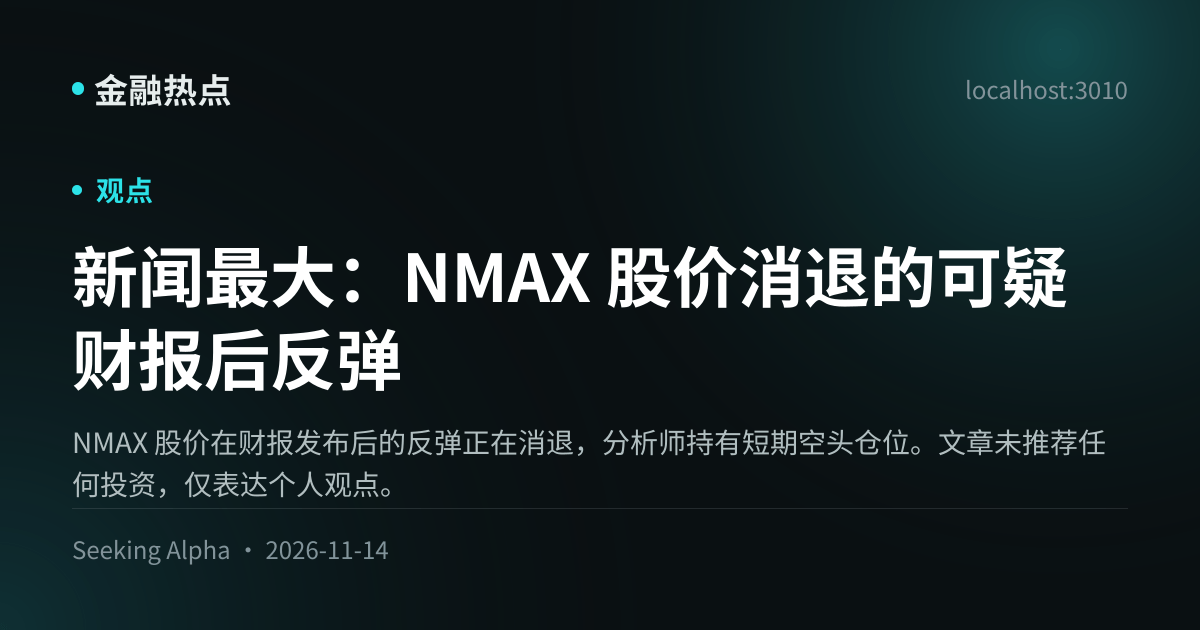 金融热点
localhost:3010
观点
新闻最大：NMAX 股价消退的可疑
财报后反弹
NMAX 股价在财报发布后的反弹正在消退，分析师持有短期空头仓位。文章未推荐任
何投资，仅表达个人观点。
Seeking Alpha · 2026-11-14